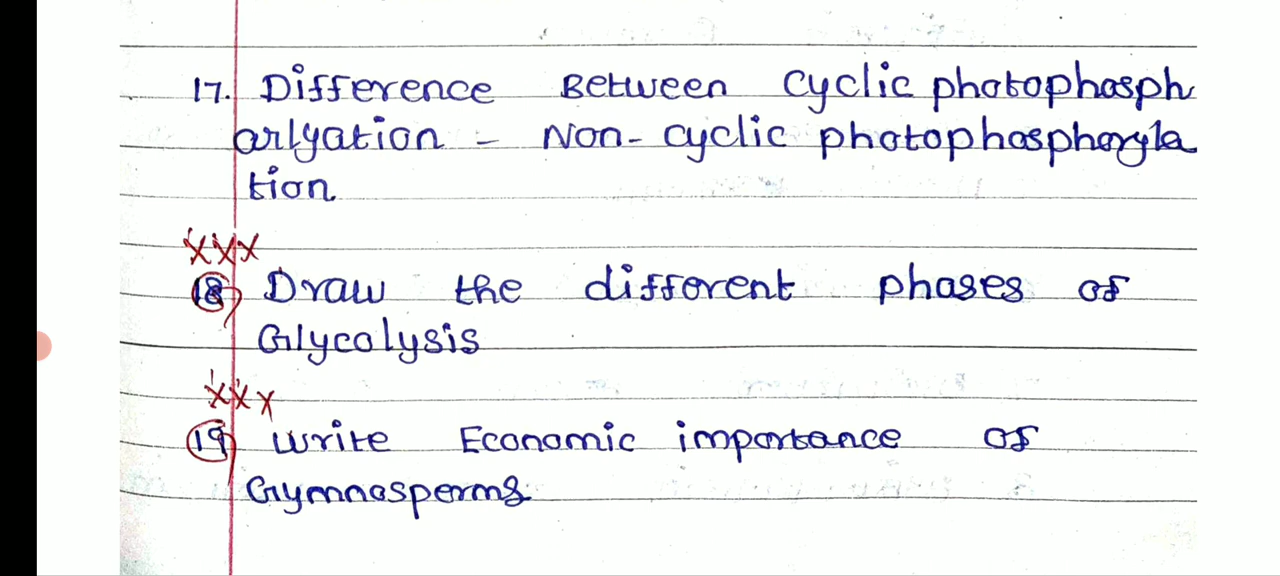 17. Difference Between cyclic photophosph
orlyation - Non-cyclic photophosphoryla
tion
XXX
18) Draw the different phases of
Glycolysis
XXX
19) Write Economic importance of
Gymnosperms